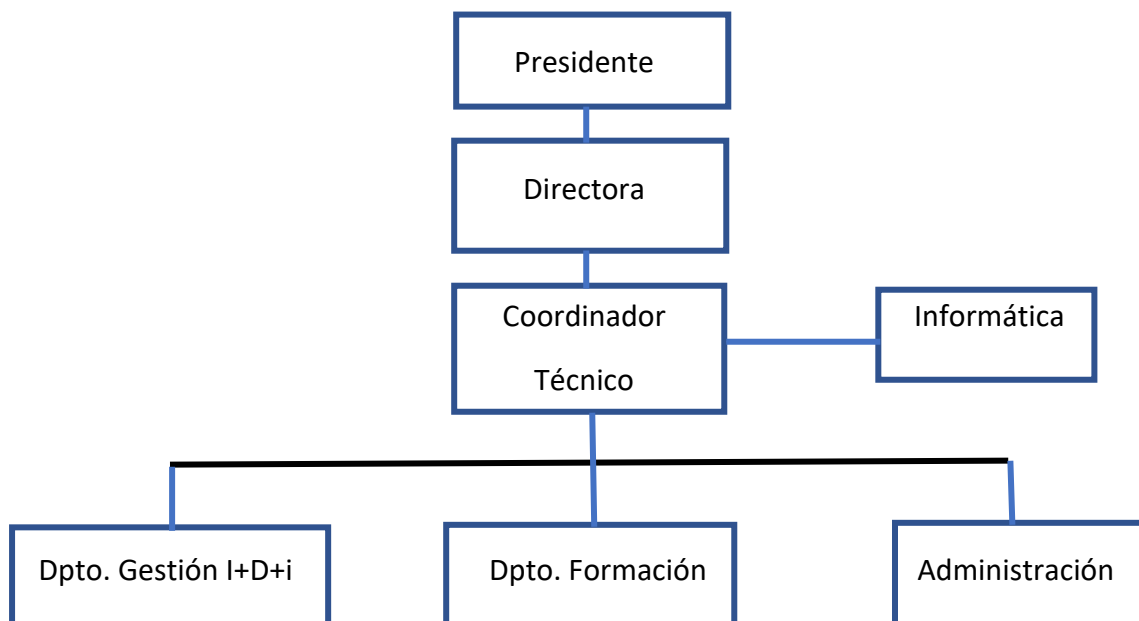 Presidente
Directora
Coordinador
Técnico
Informática
Dpto. Gestión I+D+i
Dpto. Formación
Administración